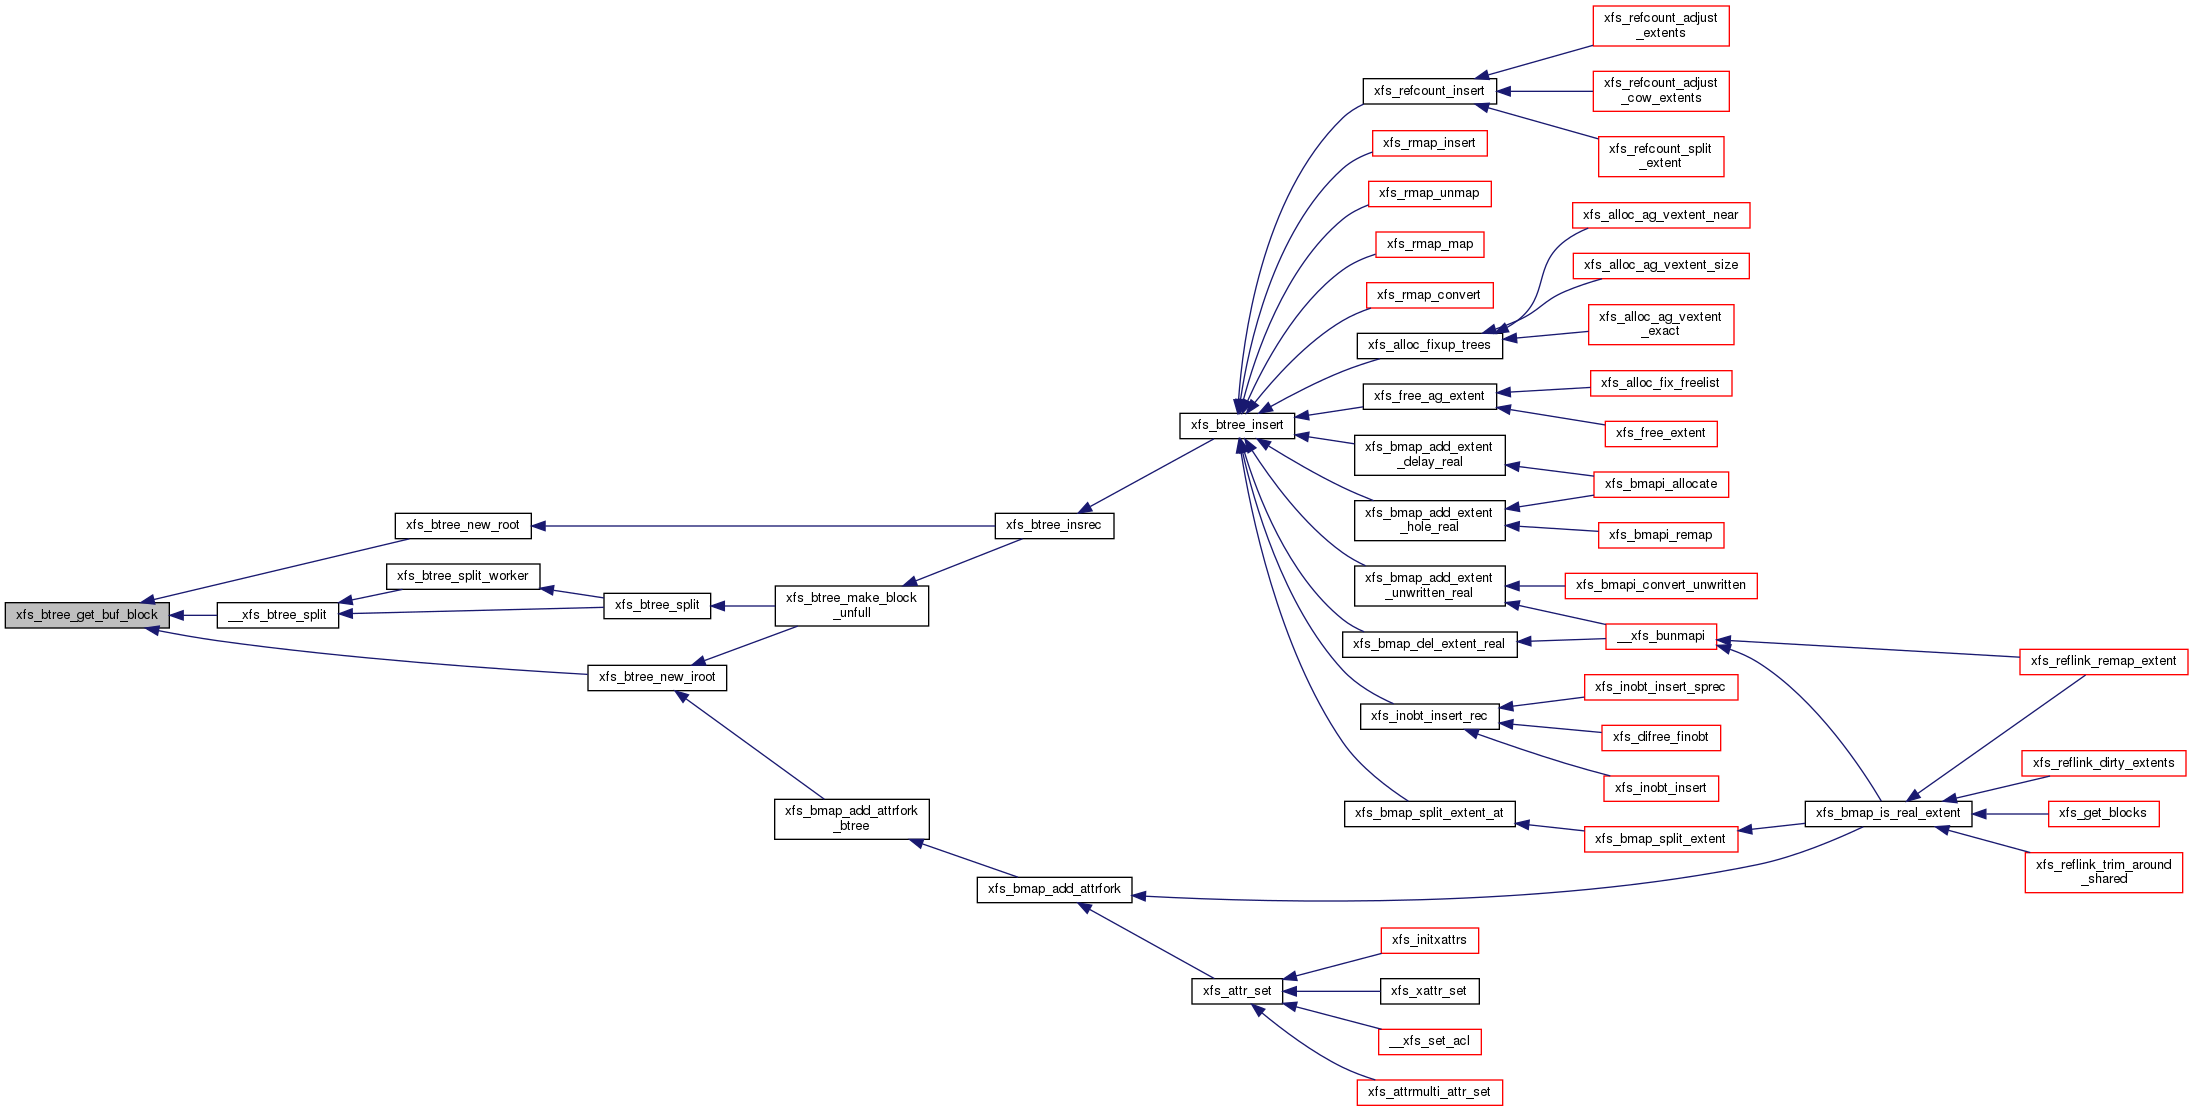 xfs_refcount_adjust
_extents
xfs_refcount_insert
xfs_refcount_adjust
_cow_extents
xfs_rmap_insert
xfs_refcount_split
_extent
xfs_rmap_unmap
xfs_alloc_ag_vextent_near
xfs_rmap_map
xfs_alloc_ag_vextent_size
xfs_rmap_convert
xfs_alloc_ag_vextent
_exact
xfs_alloc_fixup_trees
xfs_free_ag_extent
xfs_alloc_fix_freelist
xfs_btree_insert
xfs_free_extent
xfs_bmap_add_extent
_delay_real
xfs_bmapi_allocate
xfs_btree_new_root
xfs_btree_insrec
xfs_bmap_add_extent
_hole_real
xfs_bmapi_remap
xfs_btree_split_worker
xfs_bmap_add_extent
_unwritten_real
xfs_bmapi_convert_unwritten
xfs_btree_get_buf_block
__xfs_btree_split
xfs_btree_split
xfs_btree_make_block
_unfull
xfs_bmap_del_extent_real
__xfs_bunmapi
xfs_reflink_remap_extent
xfs_btree_new_iroot
xfs_inobt_insert_rec
xfs_inobt_insert_sprec
xfs_difree_finobt
xfs_inobt_insert
xfs_reflink_dirty_extents
xfs_bmap_add_attrfork
_btree
xfs_bmap_split_extent_at
xfs_bmap_split_extent
xfs_bmap_is_real_extent
xfs_get_blocks
xfs_reflink_trim_around
_shared
xfs_bmap_add_attrfork
xfs_initxattrs
xfs_attr_set
xfs_xattr_set
__xfs_set_acl
xfs_attrmulti_attr_set